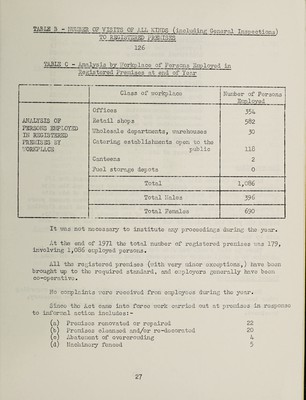 TABLE B - NUMBER OF VISITS OF ALL KINDS (including General Inspections)
TO REGISTERED PREMISES
126
TABLE C - Analysis by Workplace of Persons Employed in
Registered Premises at end of Year
Class of workplace
Number of Persons
Employed
ANALYSIS OF
PERSONS EMPLOYED
IN REGISTERED
PREMISES BY
WORKPLACE
Offices 354
Retail shops 582
Wholesale departments, warehouses 30
Catering establishments open to the
public 118
Canteens 2
Fuel storage depots 0
Total 1,086
Total Males 396
Total Females 690
It was not necessary to institute any proceedings during the year.
At the end of 1971 the total number of registered premises was 179,
involving 1,086 employed persons.
All the registered premises (with very minor exceptions,) have been
brought up to the required standard, and employers generally have been
co-operative.
No complaints were received from employees during the year.
Since the Act came into force work carried out at premises in response
to informal action includes:-
(a) Premises renovated or repaired 22
(b) Premises cleansed and/or re-decorated 20
(c) Abatement of overcrowding 4
(d) Machinery fenced 5
27